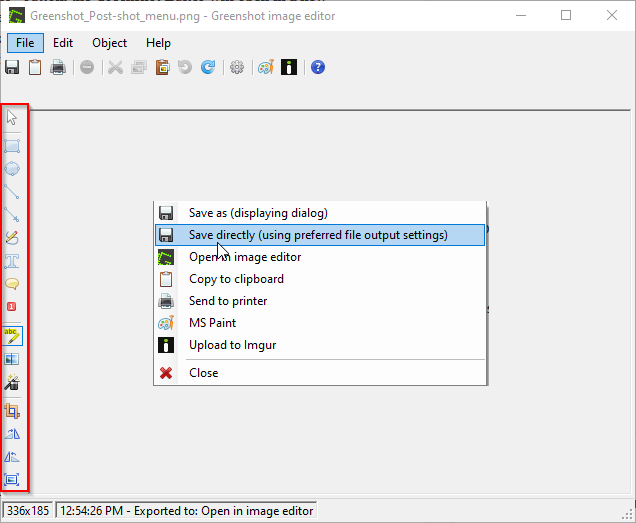 Greenshot_Post-shot_menu.png - Greenshot image editor
File Edit Object Help
Save as (displaying dialog)
Save directly (using preferred file output settings)
Open in image editor
Copy to clipboard
Send to printer
MS Paint
Upload to Imgur
Close
T
1
abc
336x185 12:54:26 PM - Exported to: Open in image editor